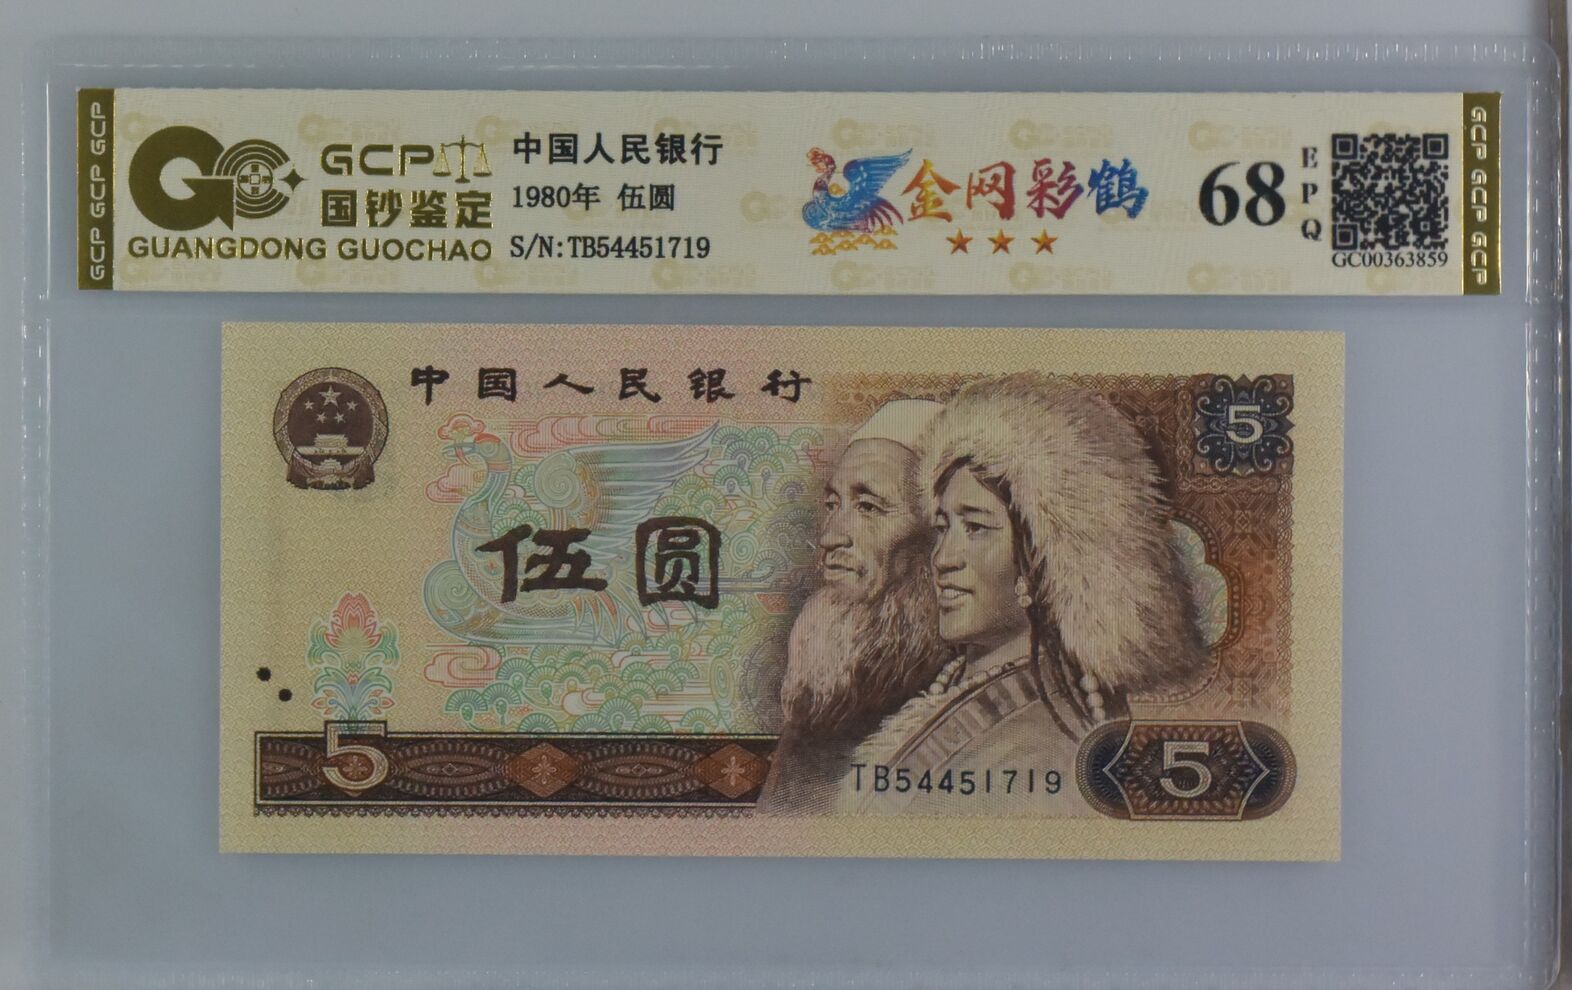 GCP GCP GCP
GCP
国钞鉴定
GUANGDONG GUOCHAO
中国人民银行
1980年 伍圆
S/N:TB54451719
金网彩鹤
68
EPQ
GC00363859
GCP GCP GCP
中国人民银行
5
伍圆
5
TB54451719
5